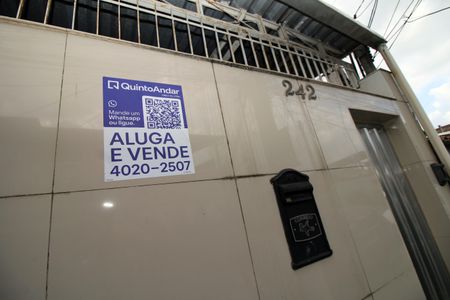 QuintoAndar
Mande um
Whatsapp
ou ligue.
ALUGA
E VENDE
4020-2507
242